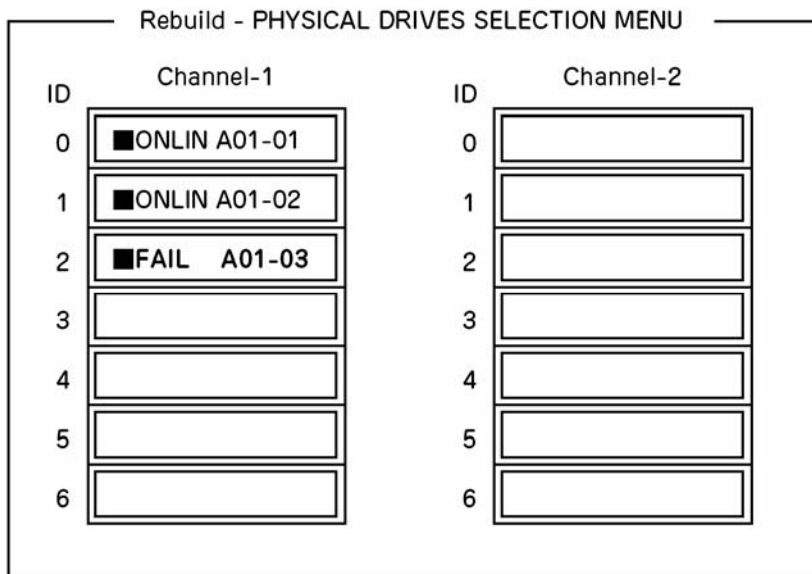 Rebuild - PHYSICAL DRIVES SELECTION MENU
Channel-1
ID
0 ■ONLIN A01-01
1 ■ONLIN A01-02
2 ■FAIL A01-03
3
4
5
6
Channel-2
ID
0
1
2
3
4
5
6